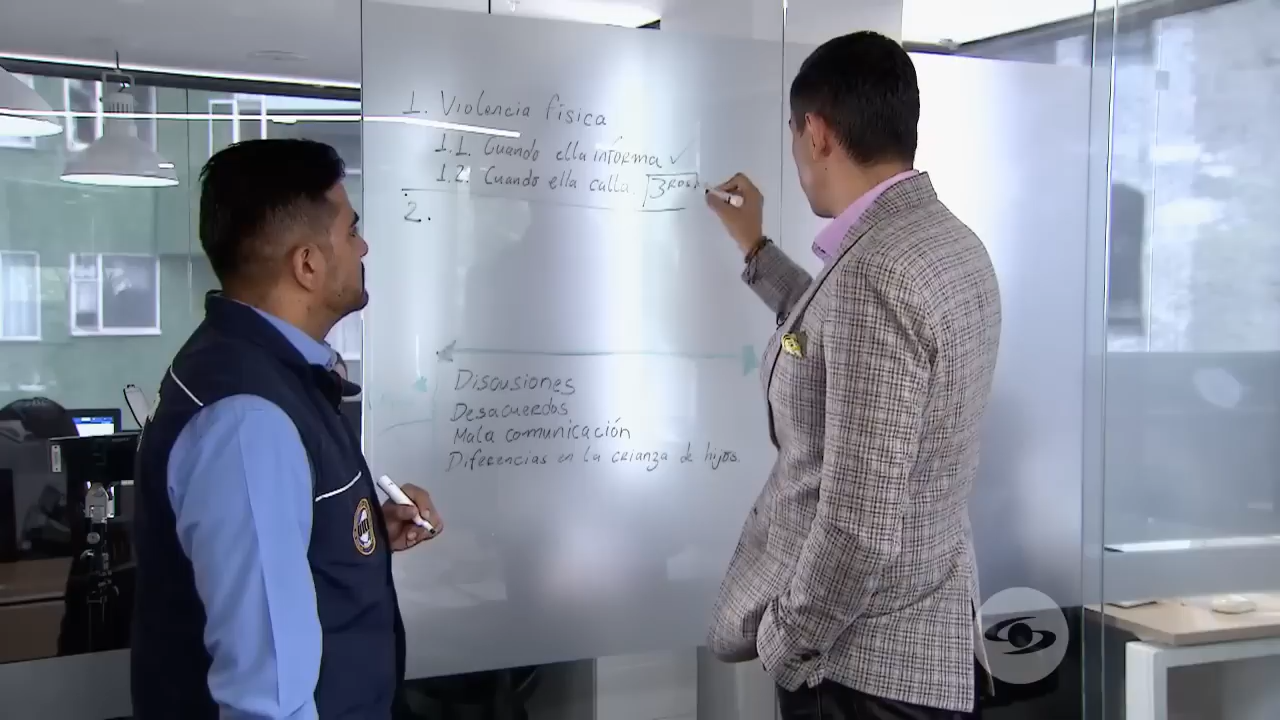 1. Violencia física
1.1. Cuando ella informa ✓
1.2. Cuando ella calla.
2.
Discusiones
Desacuerdos
Mala comunicación
Diferencias en la crianza de hijos.